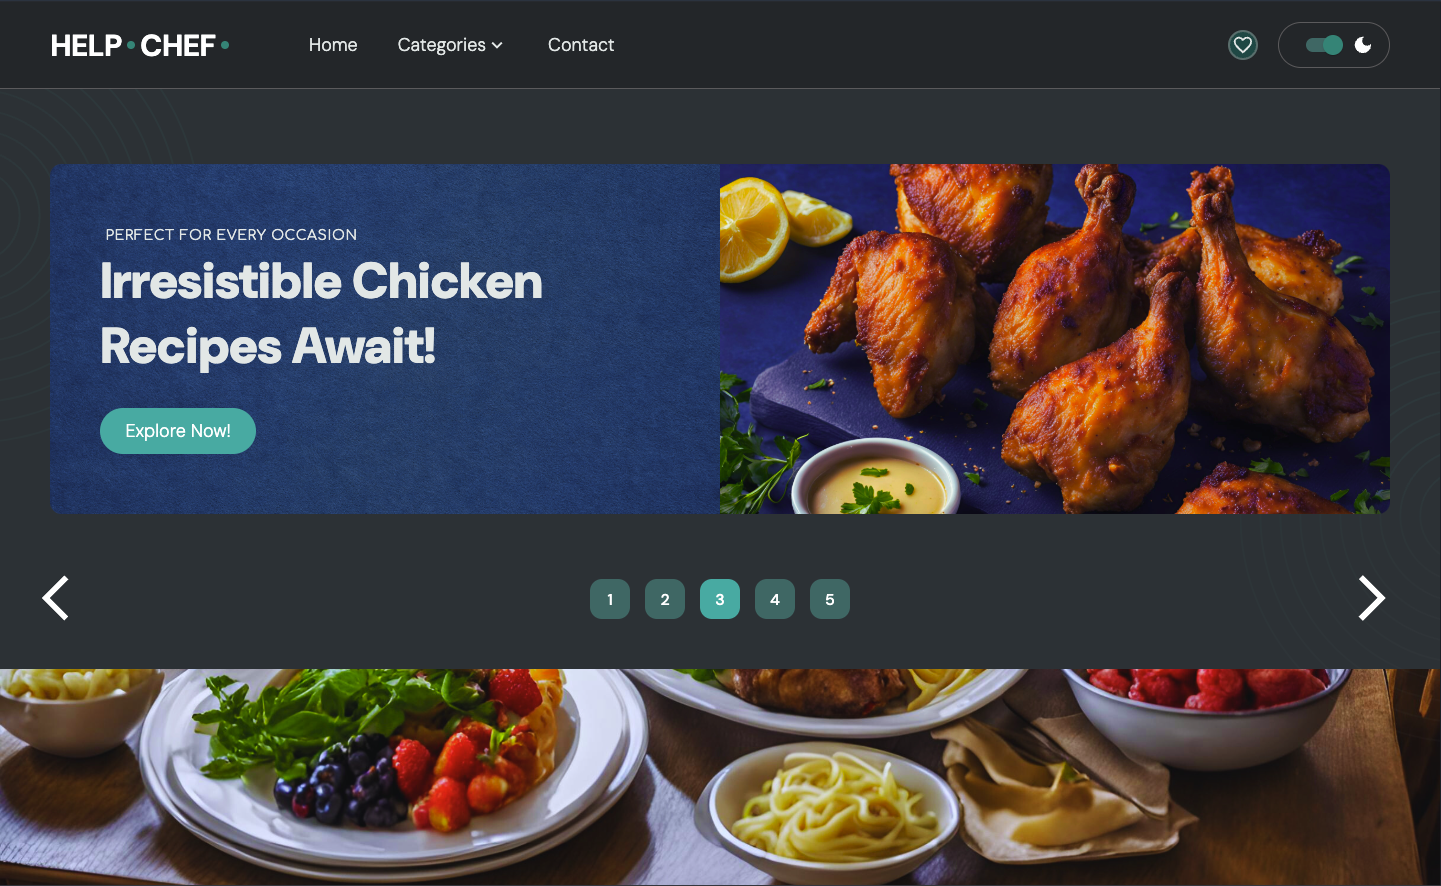 HELP • CHEF •
Home
Categories
Contact
PERFECT FOR EVERY OCCASION
Irresistible Chicken
Recipes Await!
Explore Now!
1 2 3 4 5